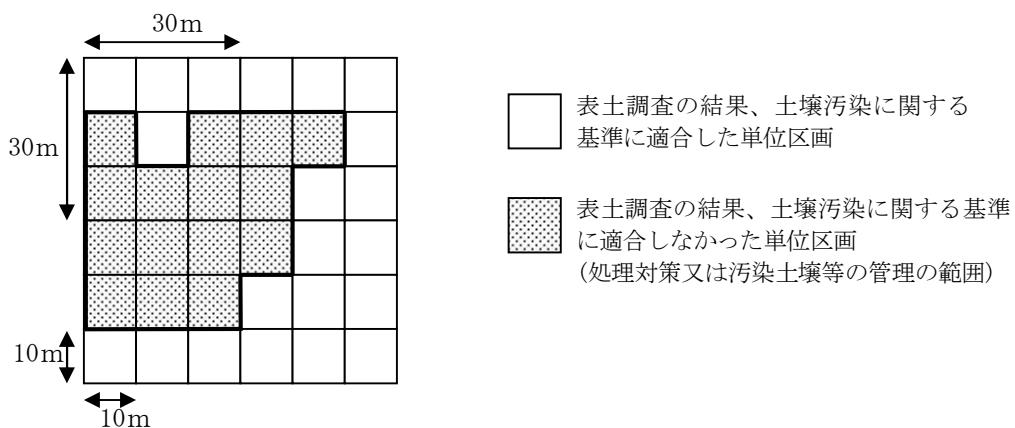 30m
30m
10m
10m
表土調査の結果、土壌汚染に関する
基準に適合した単位区画
表土調査の結果、土壌汚染に関する基準
に適合しなかった単位区画
(処理対策又は汚染土壌等の管理の範囲)